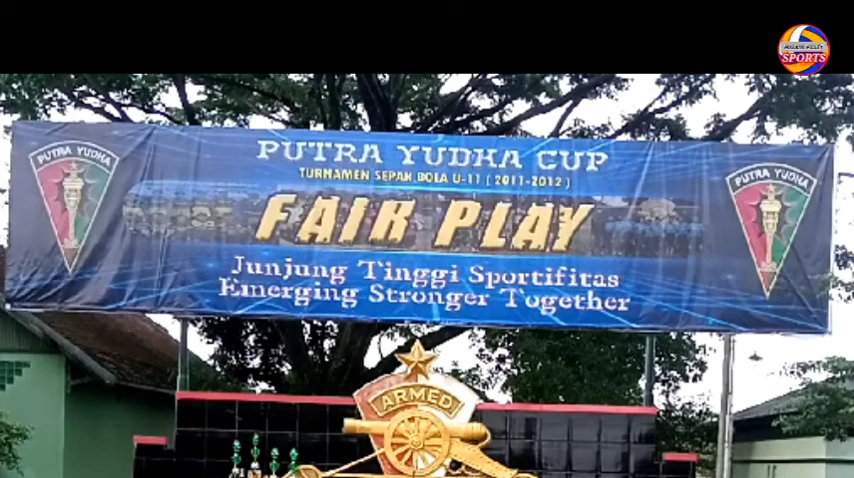 SPORTS
PUTRA YUDHA CUP
TURNAMEN SEPAK BOLA U-11 ( 2011-2012 )
FAIR PLAY
Junjung Tinggi Sportifitas
Emerging Stronger Together
PUTRA YUDHA
PUTRA YUDHA
ARMED